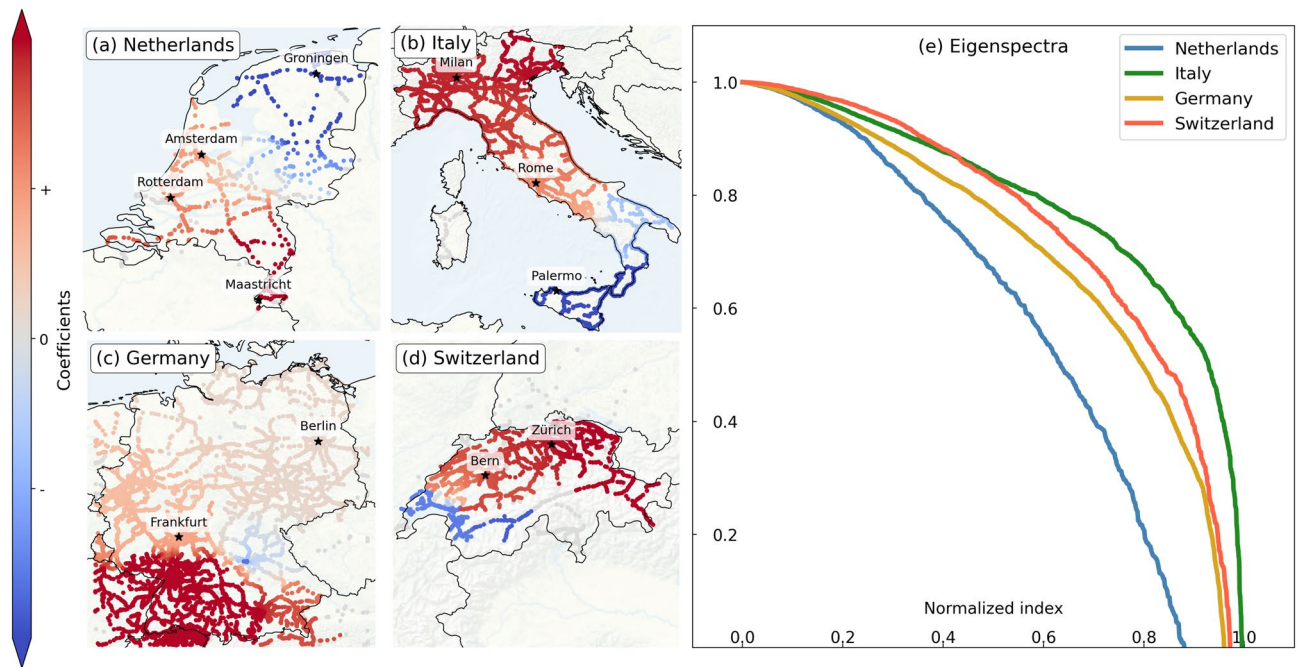 +
0
-
Coefficients
(a) Netherlands
Groningen
Amsterdam
Rotterdam
Maastricht
(b) Italy
Milan
Rome
Palermo
(c) Germany
Berlin
Frankfurt
(d) Switzerland
Zürich
Bern
(e) Eigenspectra
Netherlands
Italy
Germany
Switzerland
1.0
0.8
0.6
0.4
0.2
Normalized index
0.0 0.2 0.4 0.6 0.8 1.0